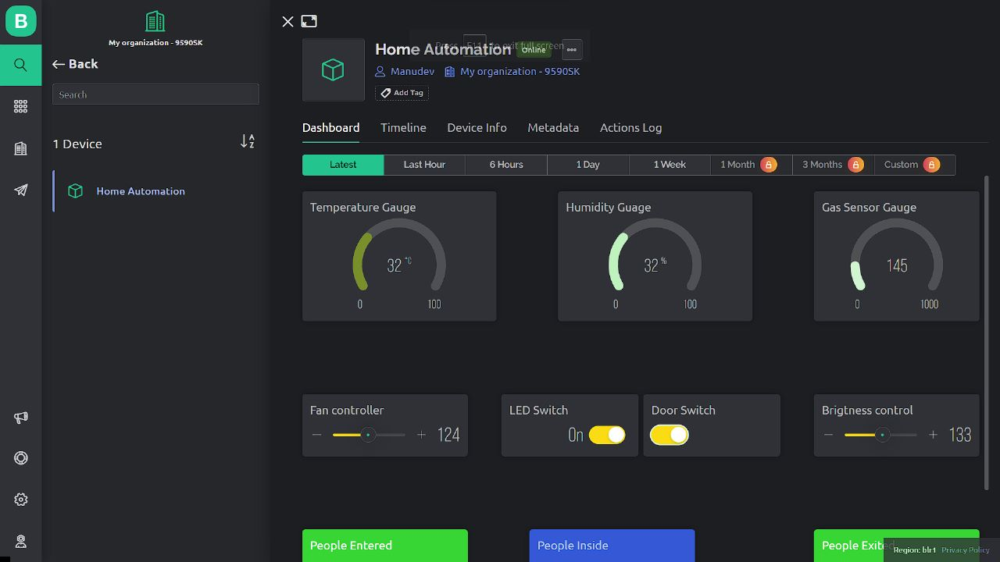 B
My organization - 9590SK
Back
Search
1 Device
A
Z
Home Automation
Press F11 to exit full screen
Home Automation
Online
Manudev
My organization - 9590SK
Add Tag
Dashboard
Timeline
Device Info
Metadata
Actions Log
Latest
Last Hour
6 Hours
1 Day
1 Week
1 Month
3 Months
Custom
Temperature Gauge
32 °C
0
100
Humidity Guage
32 %
0
100
Gas Sensor Gauge
145
0
1000
Fan controller
124
LED Switch
On
Door Switch
Brigtness control
133
People Entered
People Inside
People Exited
Region: blr1 Privacy Policy